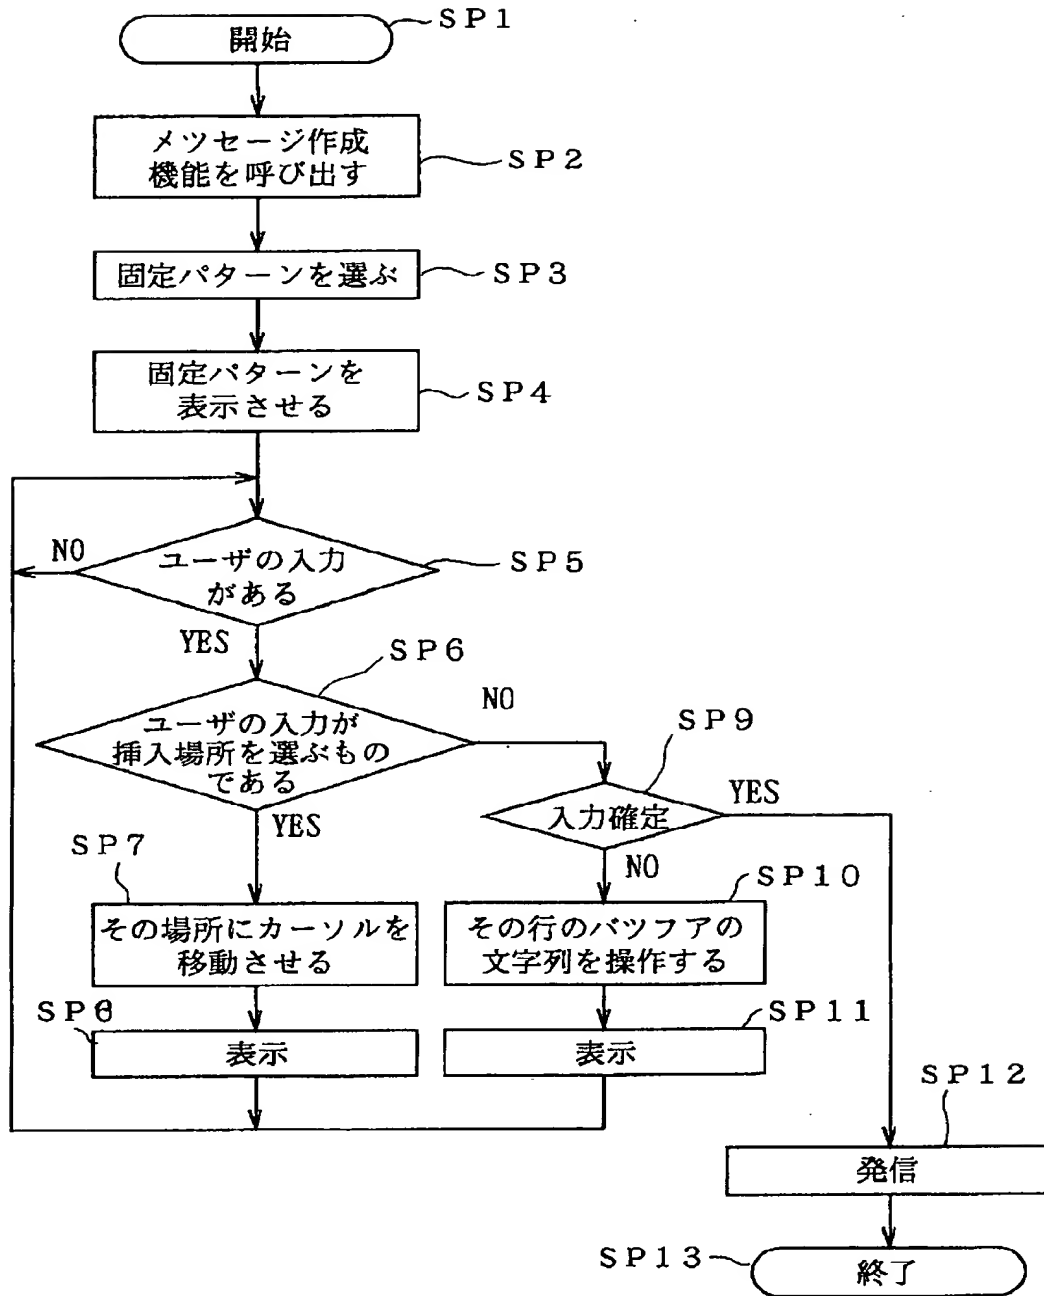 SP1
開始
メツセージ作成
機能を呼び出す
SP2
固定パターンを選ぶ
SP3
固定パターンを
表示させる
SP4
NO
ユーザの入力
がある
SP5
YES
SP6
ユーザの入力が
挿入場所を選ぶもの
である
NO
SP9
入力確定
YES
YES
NO
SP7
その場所にカーソルを
移動させる
SP10
その行のバツフアの
文字列を操作する
SP8
表示
SP11
表示
SP12
発信
SP13
終了